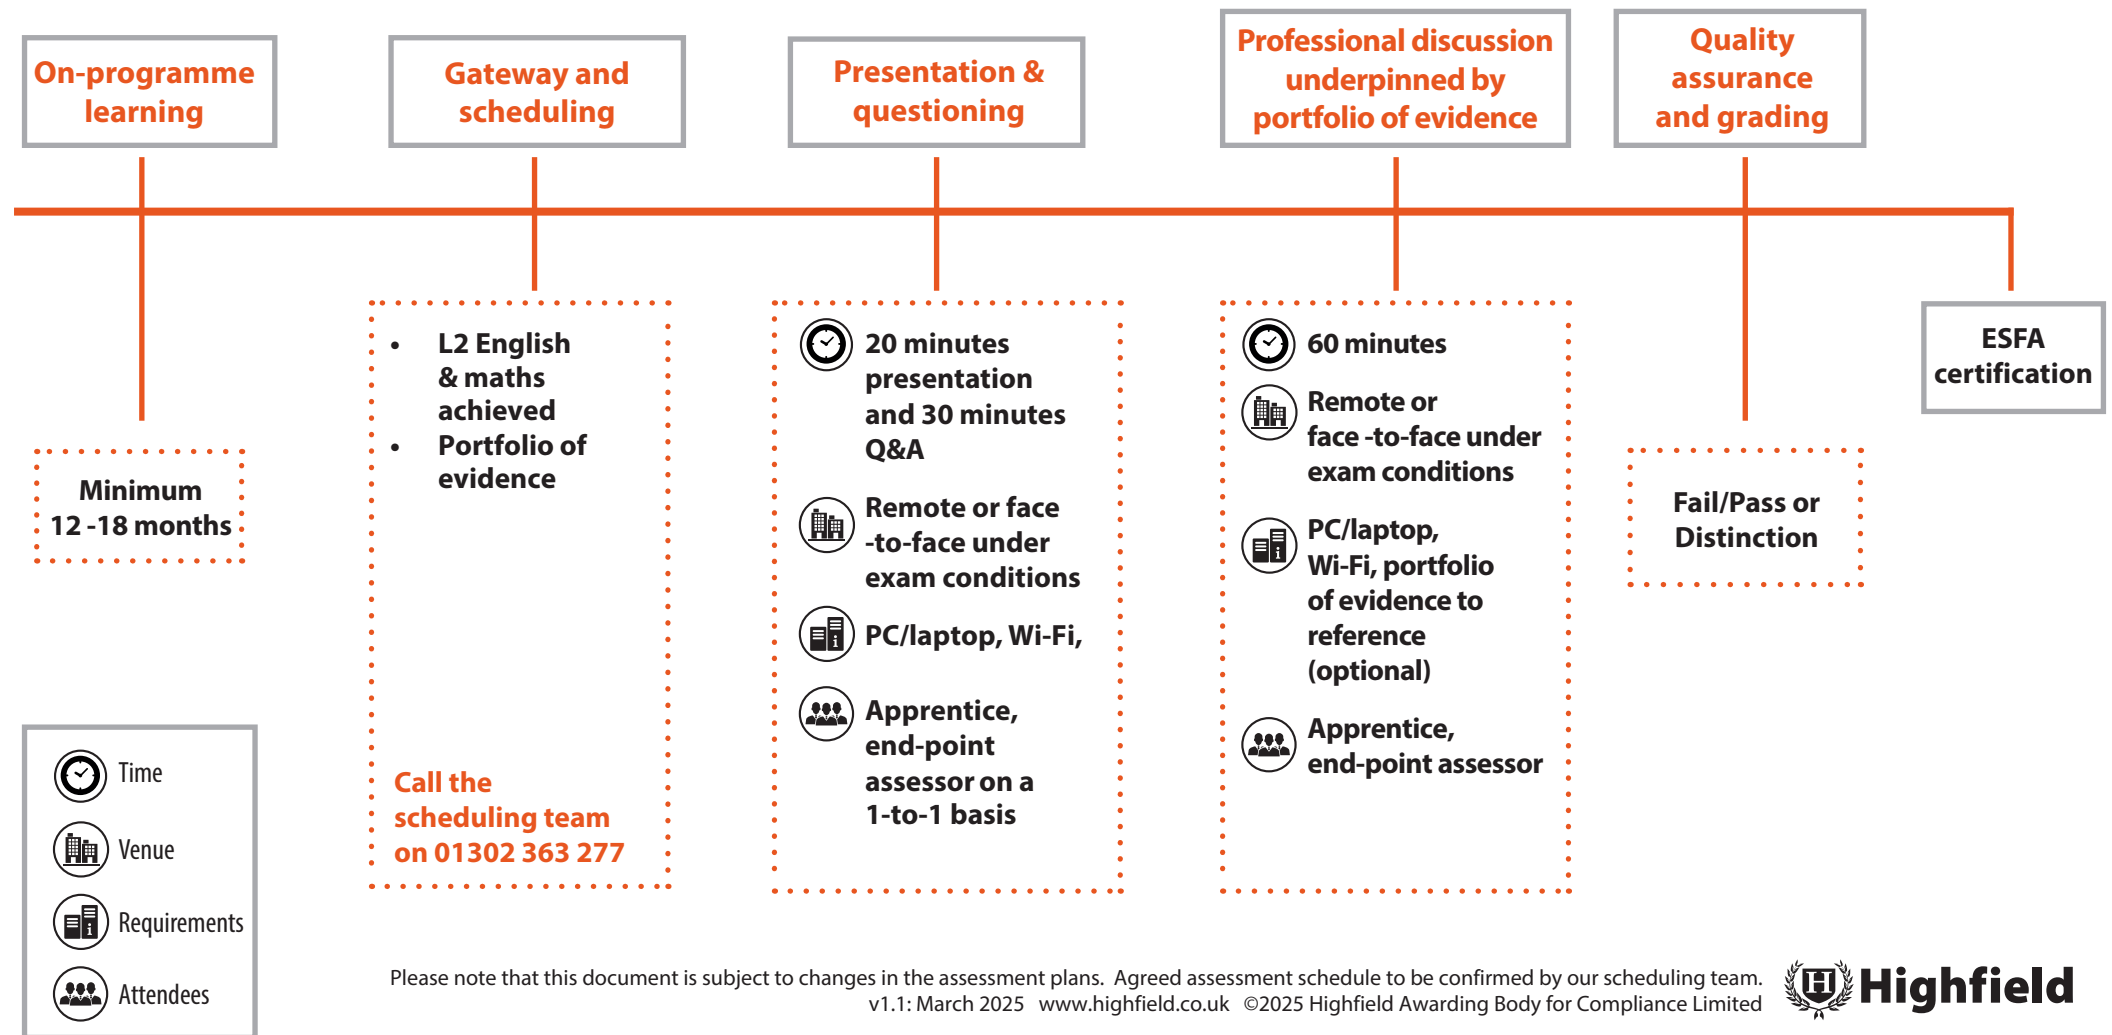 On-programme
learning
Gateway and
scheduling
Presentation &
questioning
Professional discussion
underpinned by
portfolio of evidence
Quality
assurance
and grading
Minimum
12 -18 months
• L2 English
& maths
achieved
• Portfolio of
evidence
Call the
scheduling team
on 01302 363 277
20 minutes
presentation
and 30 minutes
Q&A
Remote or face
-to-face under
exam conditions
PC/laptop, Wi-Fi,
Apprentice,
end-point
assessor on a
1-to-1 basis
60 minutes
Remote or
face -to-face under
exam conditions
PC/laptop,
Wi-Fi, portfolio
of evidence to
reference
(optional)
Apprentice,
end-point assessor
Fail/Pass or
Distinction
ESFA
certification
Time
Venue
Requirements
Attendees
Please note that this document is subject to changes in the assessment plans. Agreed assessment schedule to be confirmed by our scheduling team.
v1.1: March 2025 www.highfield.co.uk ©2025 Highfield Awarding Body for Compliance Limited
H Highfield